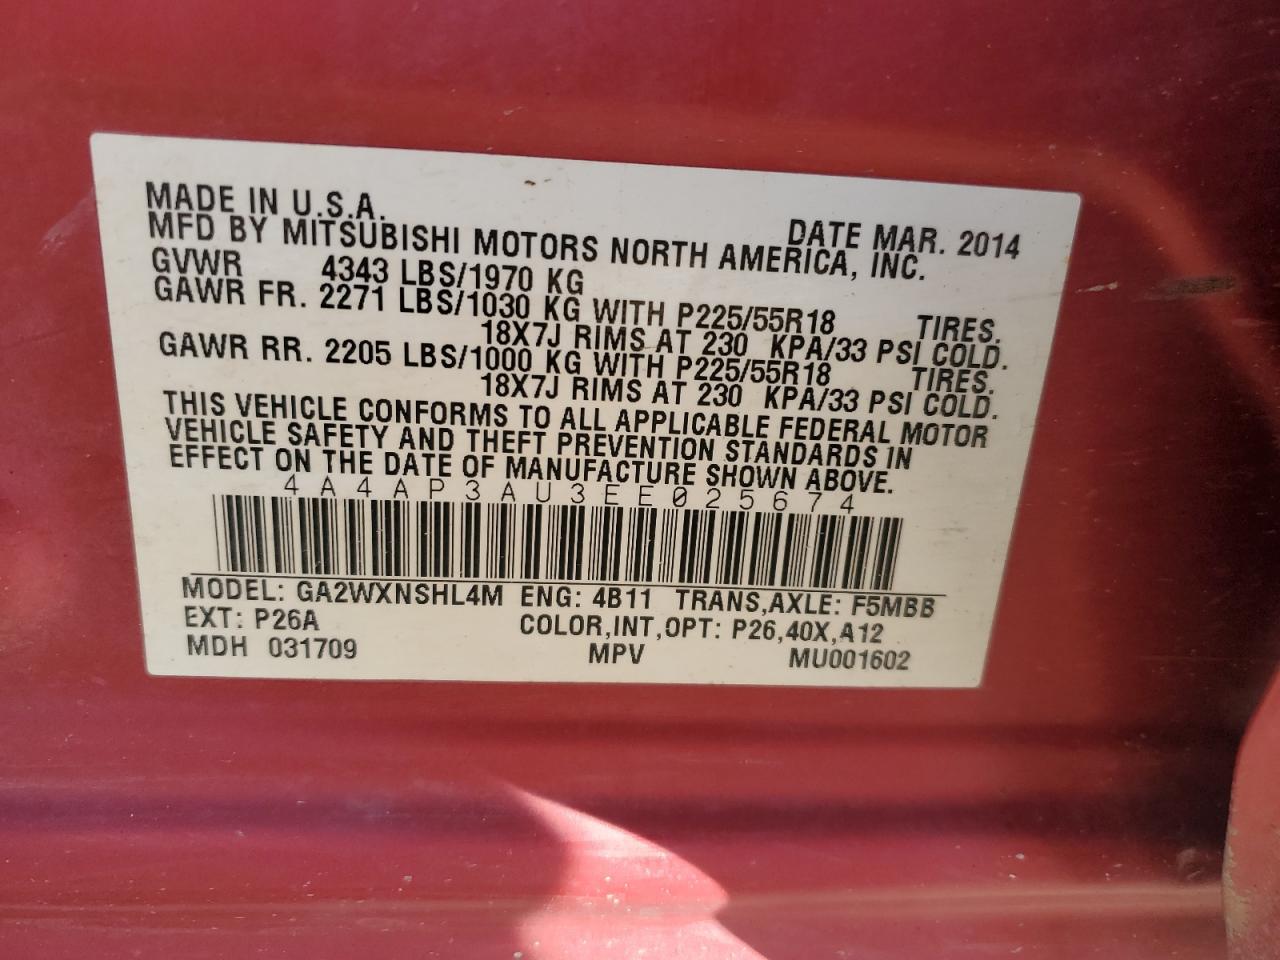 MADE IN U.S.A.
DATE MAR. 2014
MFD BY MITSUBISHI MOTORS NORTH AMERICA, INC.
GVWR 4343 LBS/1970 KG
GAWR FR. 2271 LBS/1030 KG WITH P225/55R18 TIRES.
18X7J RIMS AT 230 KPA/33 PSI COLD.
GAWR RR. 2205 LBS/1000 KG WITH P225/55R18 TIRES.
18X7J RIMS AT 230 KPA/33 PSI COLD.
THIS VEHICLE CONFORMS TO ALL APPLICABLE FEDERAL MOTOR
VEHICLE SAFETY AND THEFT PREVENTION STANDARDS IN
EFFECT ON THE DATE OF MANUFACTURE SHOWN ABOVE.
4A4AP3AU3EE025674
MODEL: GA2WXNSHL4M ENG: 4B11 TRANS,AXLE: F5MBB
EXT: P26A COLOR,INT,OPT: P26,40X,A12
MDH 031709 MPV MU001602